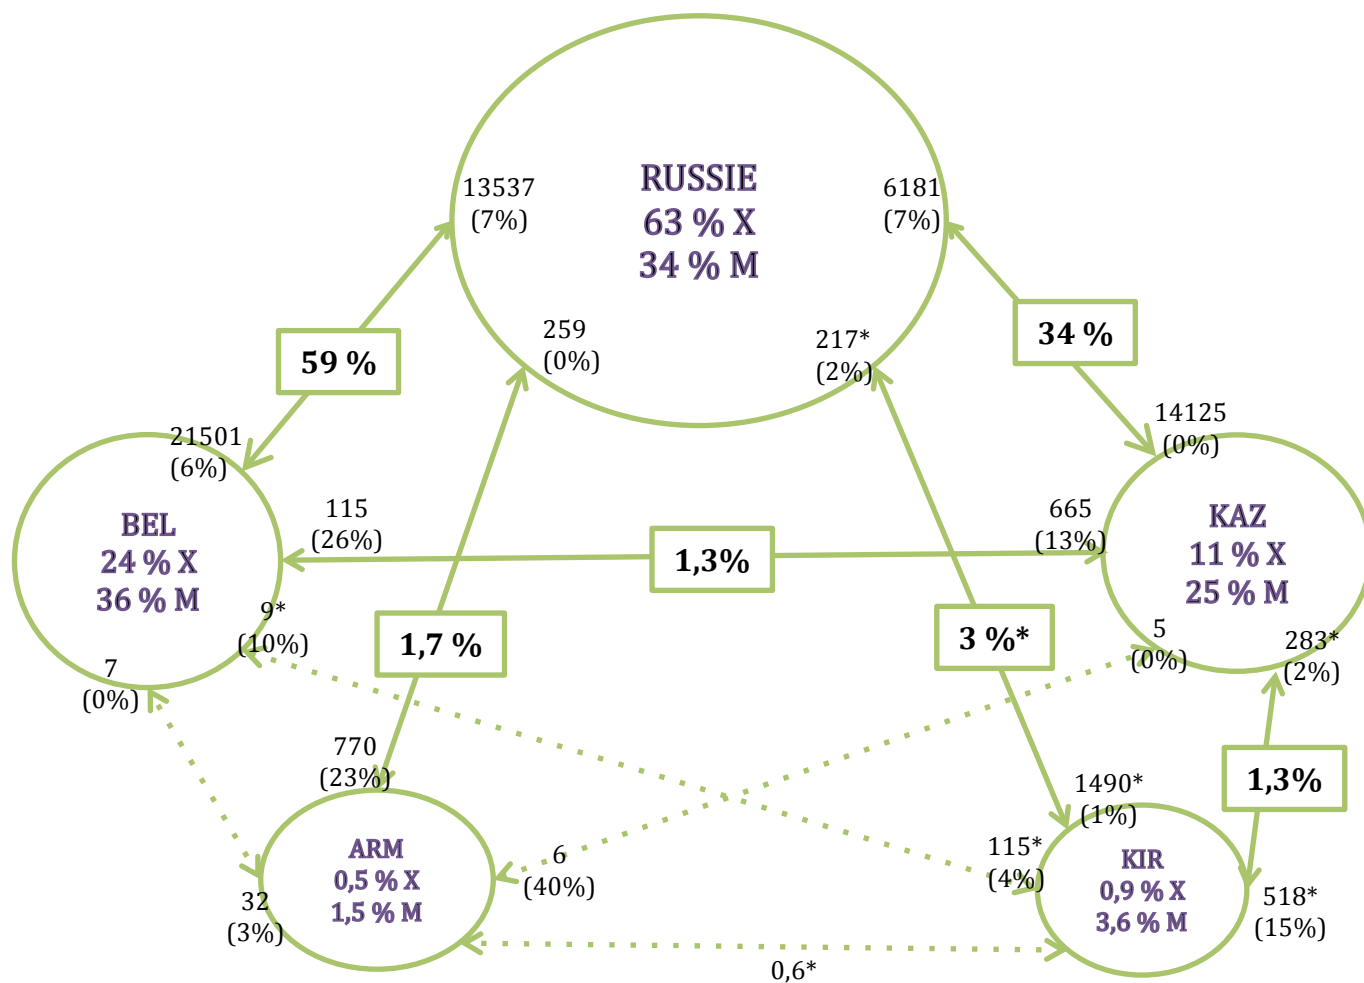 RUSSIE
63 % X
34 % M
13537
(7%)
6181
(7%)
259
(0%)
217*
(2%)
59 %
34 %
21501
(6%)
14125
(0%)
BEL
24 % X
36 % M
115
(26%)
1,3%
665
(13%)
KAZ
11 % X
25 % M
9*
(10%)
7
(0%)
1,7 %
3 %*
5
(0%)
283*
(2%)
770
(23%)
1490*
(1%)
1,3%
ARM
0,5 % X
1,5 % M
6
(40%)
115*
(4%)
KIR
0,9 % X
3,6 % M
32
(3%)
518*
(15%)
0,6*